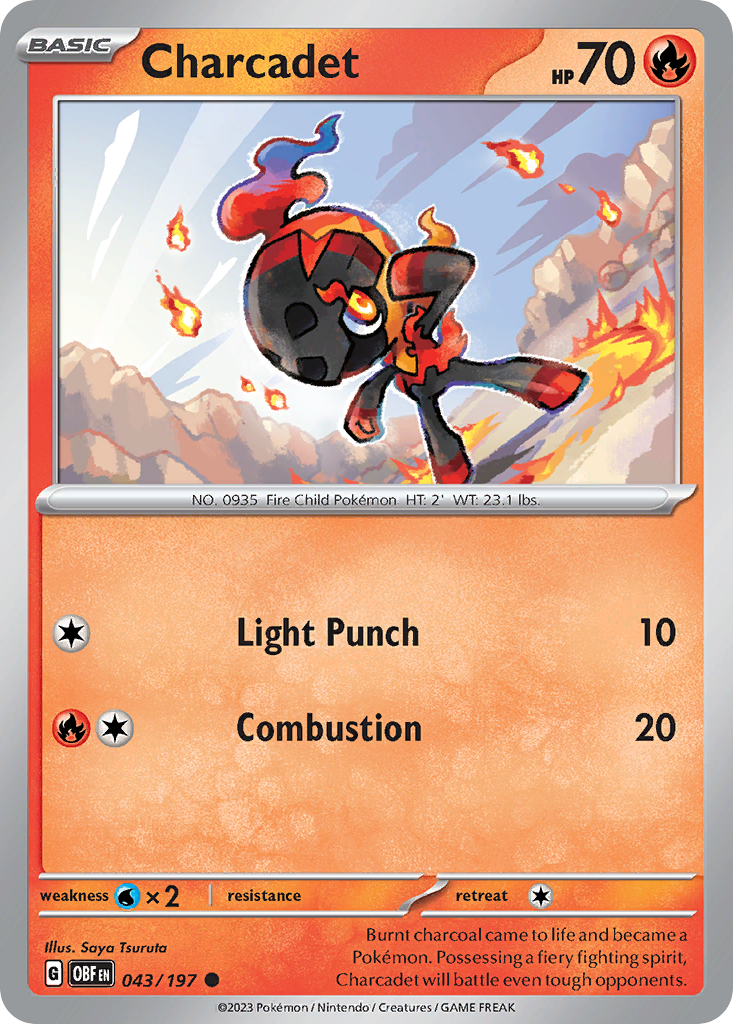 BASIC
Charcadet
HP 70
NO. 0935 Fire Child Pokémon HT: 2' WT: 23.1 lbs.
Light Punch 10
Combustion 20
weakness ×2 resistance retreat
Illus. Saya Tsuruta
Burnt charcoal came to life and became a
Pokémon. Possessing a fiery fighting spirit,
Charcadet will battle even tough opponents.
G OBF EN 043/197
©2023 Pokémon / Nintendo / Creatures / GAME FREAK